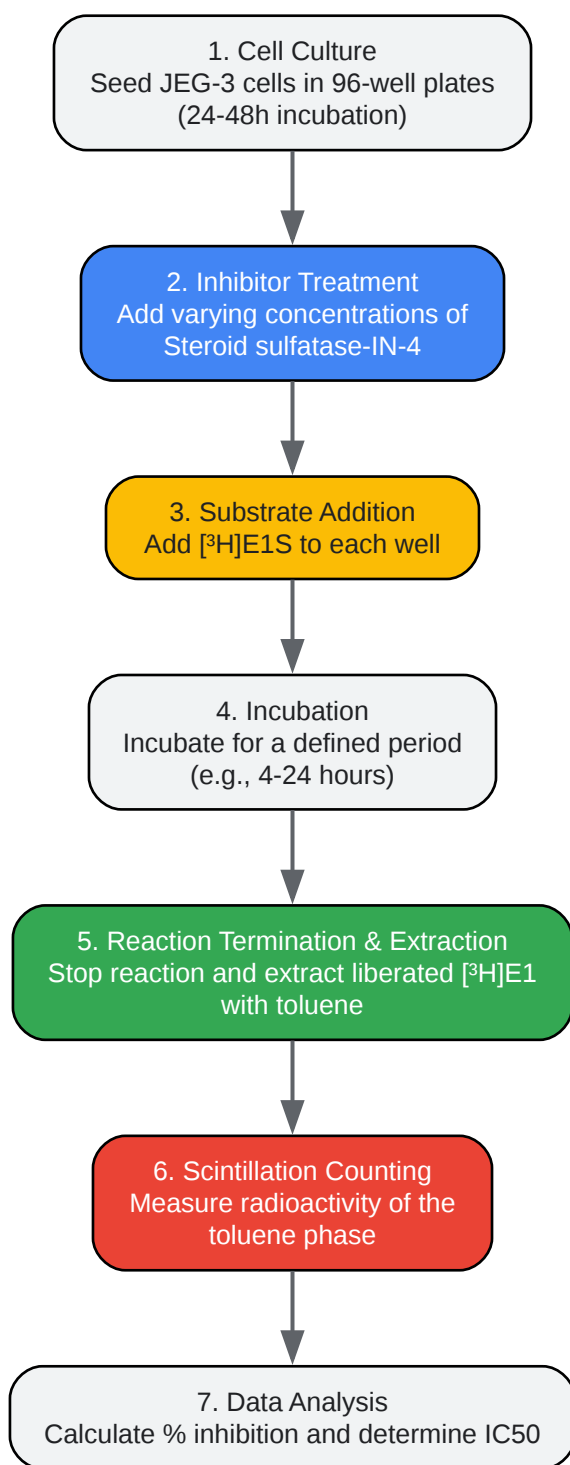 1. Cell Culture
Seed JEG-3 cells in 96-well plates
(24-48h incubation)
2. Inhibitor Treatment
Add varying concentrations of
Steroid sulfatase-IN-4
3. Substrate Addition
Add [³H]E1S to each well
4. Incubation
Incubate for a defined period
(e.g., 4-24 hours)
5. Reaction Termination & Extraction
Stop reaction and extract liberated [³H]E1
with toluene
6. Scintillation Counting
Measure radioactivity of the
toluene phase
7. Data Analysis
Calculate % inhibition and determine IC50